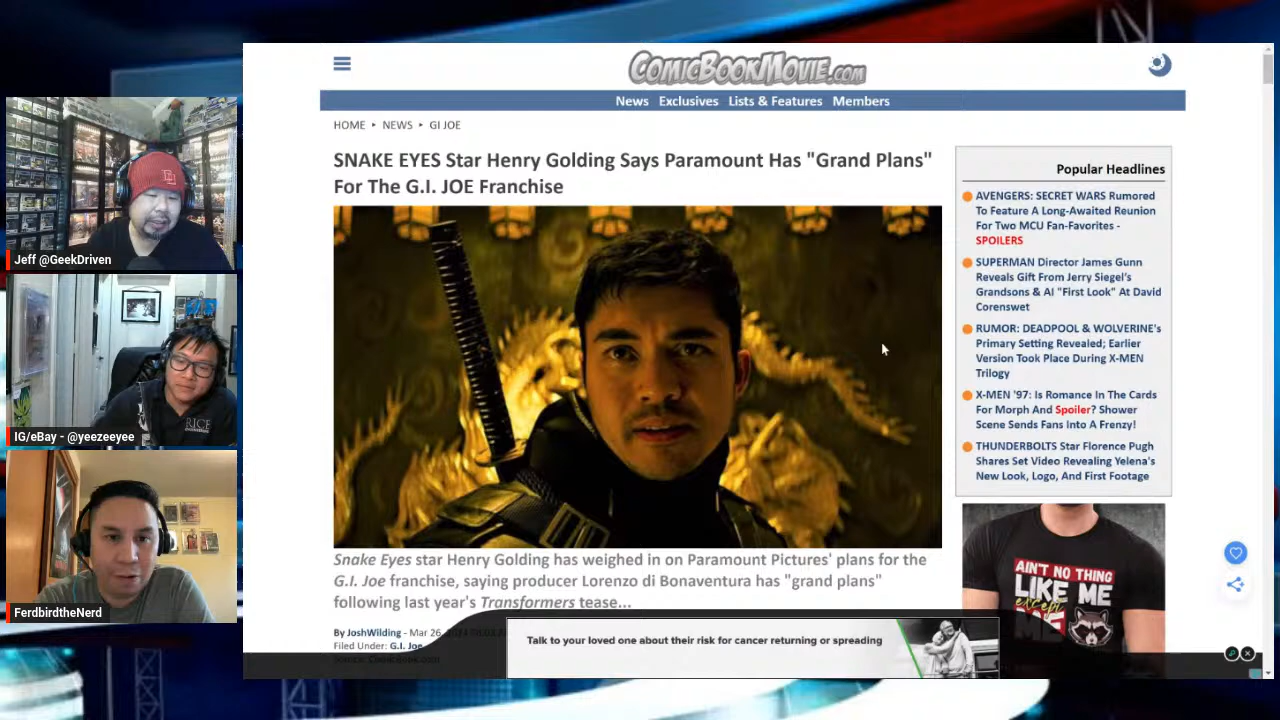 COMICBOOKMOVIE.COM
News Exclusives Lists & Features Members
HOME ▸ NEWS ▸ GI JOE
SNAKE EYES Star Henry Golding Says Paramount Has "Grand Plans"
For The G.I. JOE Franchise
Snake Eyes star Henry Golding has weighed in on Paramount Pictures' plans for the
G.I. Joe franchise, saying producer Lorenzo di Bonaventura has "grand plans"
following last year's Transformers tease...
By JoshWilding - Mar 26,
Filed Under: G.I. Joe
Source: ComicBook.com
Popular Headlines
AVENGERS: SECRET WARS Rumored
To Feature A Long-Awaited Reunion
For Two MCU Fan-Favorites -
SPOILERS
SUPERMAN Director James Gunn
Reveals Gift From Jerry Siegel's
Grandsons & AI "First Look" At David
Corenswet
RUMOR: DEADPOOL & WOLVERINE's
Primary Setting Revealed; Earlier
Version Took Place During X-MEN
Trilogy
X-MEN '97: Is Romance In The Cards
For Morph And Spoiler? Shower
Scene Sends Fans Into A Frenzy!
THUNDERBOLTS Star Florence Pugh
Shares Set Video Revealing Yelena's
New Look, Logo, And First Footage
AIN'T NO THING
LIKE ME
except
ME
Talk to your loved one about their risk for cancer returning or spreading
Jeff @GeekDriven
RICE
IG/eBay - @yeezeeyee
FerdbirdtheNerd